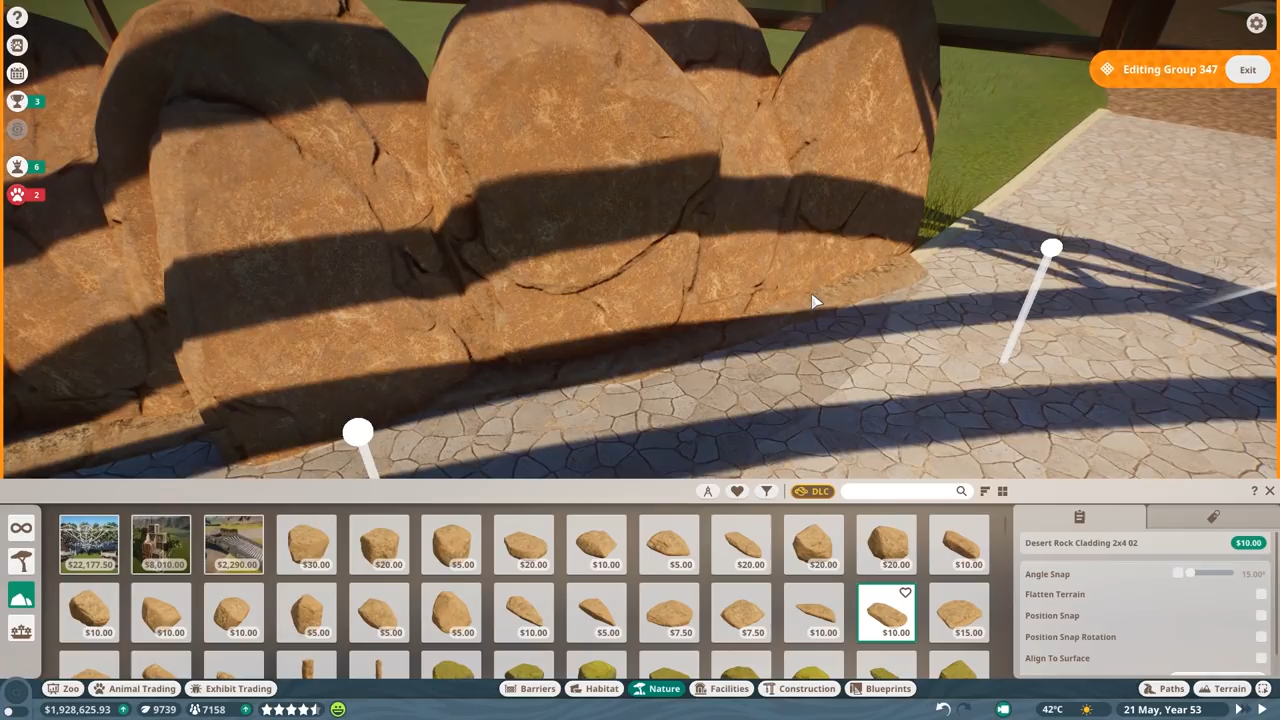 ?
Editing Group 347
Exit
3
6
2
DLC
? ×
$22,177.50
$8,010.00
$2,290.00
$30.00
$20.00
$5.00
$20.00
$10.00
$5.00
$20.00
$20.00
$20.00
$10.00
$10.00
$10.00
$10.00
$5.00
$5.00
$5.00
$10.00
$5.00
$7.50
$7.50
$10.00
$10.00
$15.00
Desert Rock Cladding 2x4 02
$10.00
Angle Snap
15.00°
Flatten Terrain
Position Snap
Position Snap Rotation
Align To Surface
Zoo
Animal Trading
Exhibit Trading
Barriers
Habitat
Nature
Facilities
Construction
Blueprints
Paths
Terrain
$1,928,625.93
9739
7158
42°C
21 May, Year 53